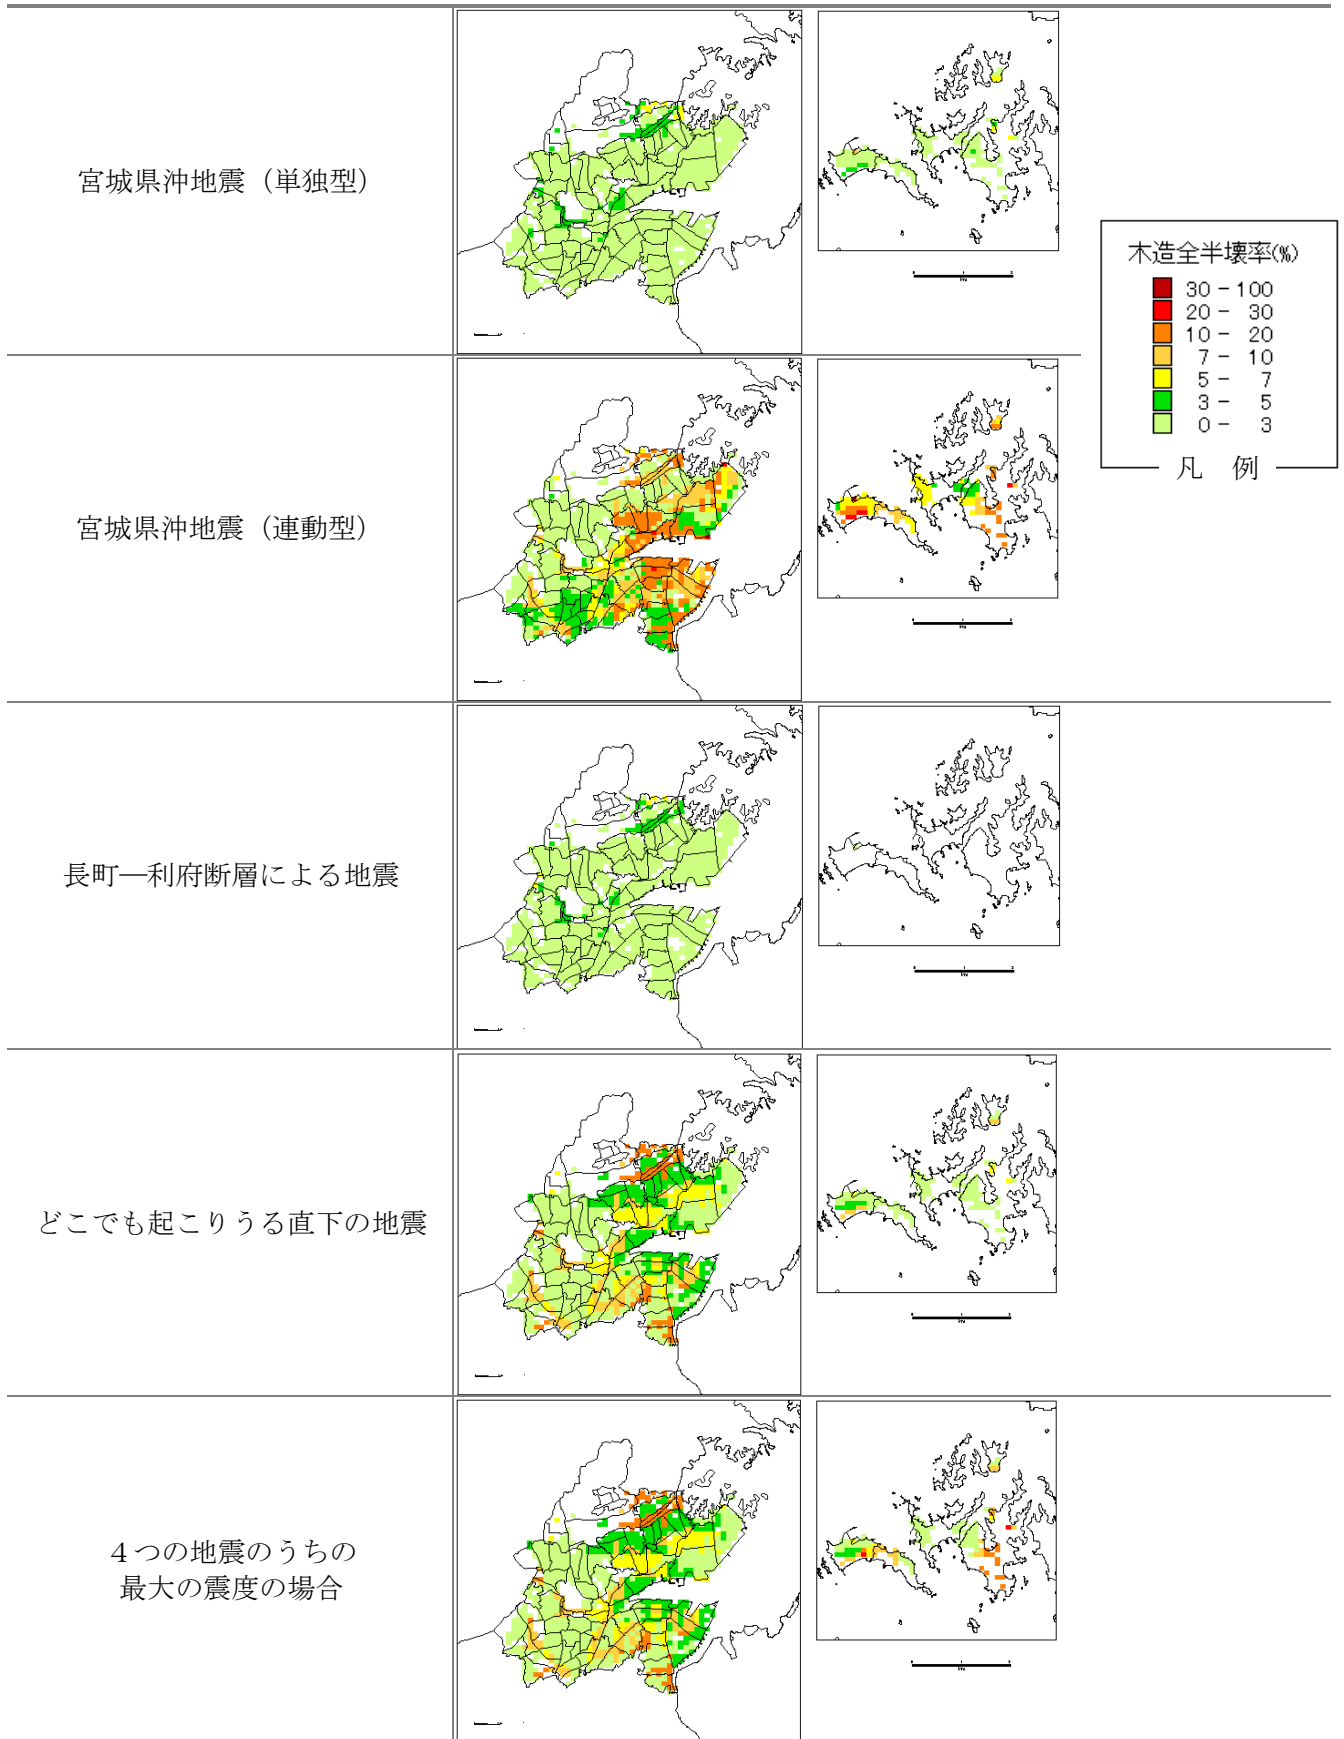 宮城県沖地震（単独型）
木造全半壊率(%)
30 - 100
20 - 30
10 - 20
7 - 10
5 - 7
3 - 5
0 - 3
凡 例
宮城県沖地震（連動型）
長町―利府断層による地震
どこでも起こりうる直下の地震
４つの地震のうちの
最大の震度の場合